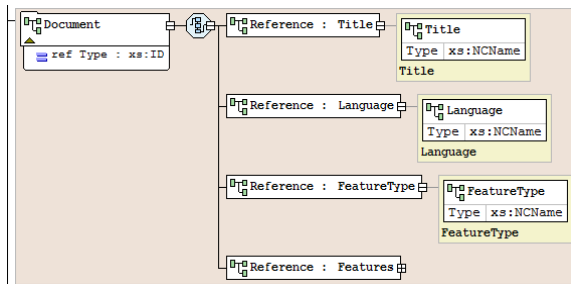 Document
ref Type : xs:ID
Reference : Title
Title
Type xs:NCName
Title
Reference : Language
Language
Type xs:NCName
Language
Reference : FeatureType
FeatureType
Type xs:NCName
FeatureType
Reference : Features